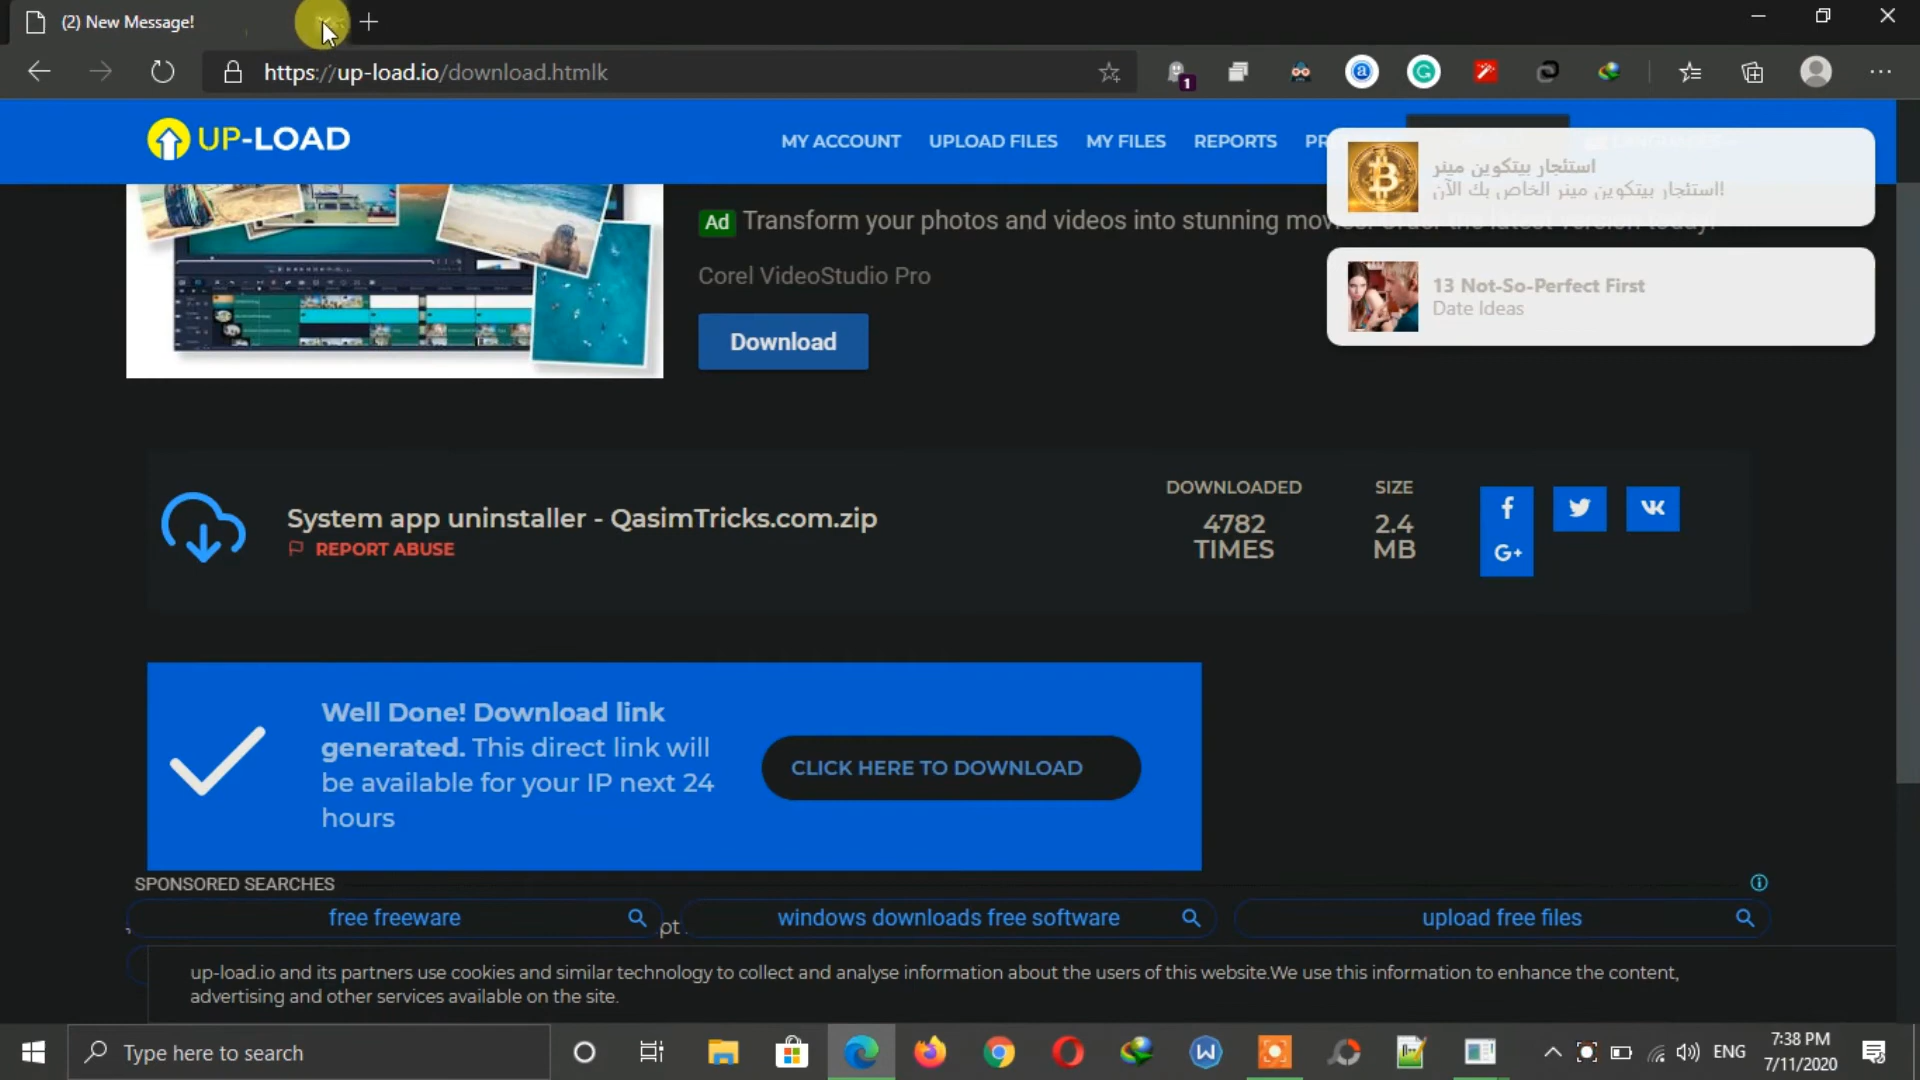 (2) New Message!
https://up-load.io/download.htmlk
1
UP-LOAD
MY ACCOUNT
UPLOAD FILES
MY FILES
REPORTS
استئجار بيتكوين مينر
استئجار بيتكوين مينر الخاص بك الآن!
Ad Transform your photos and videos into stunning
Corel VideoStudio Pro
Download
13 Not-So-Perfect First
Date Ideas
System app uninstaller - QasimTricks.com.zip
REPORT ABUSE
DOWNLOADED
4782
TIMES
SIZE
2.4
MB
G+
Well Done! Download link
generated. This direct link will
be available for your IP next 24
hours
CLICK HERE TO DOWNLOAD
SPONSORED SEARCHES
free freeware
windows downloads free software
upload free files
up-load.io and its partners use cookies and similar technology to collect and analyse information about the users of this website.We use this information to enhance the content,
advertising and other services available on the site.
Type here to search
ENG
7:38 PM
7/11/2020